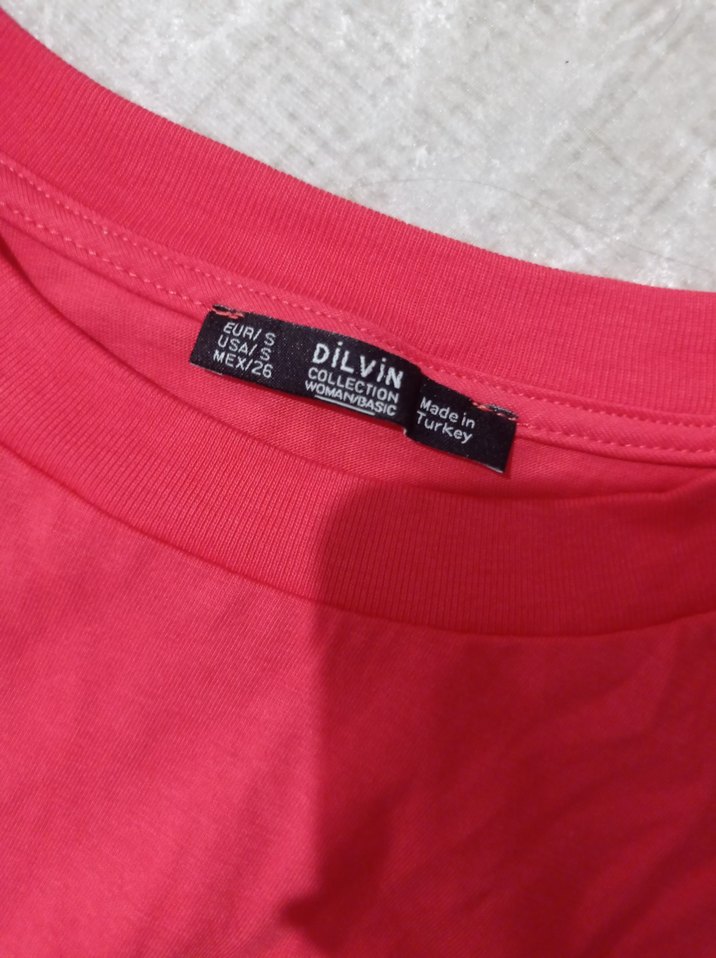 EUR/S
USA/S
MEX/26
DiLViN
COLLECTION
WOMAN/BASIC
Made in
Turkey